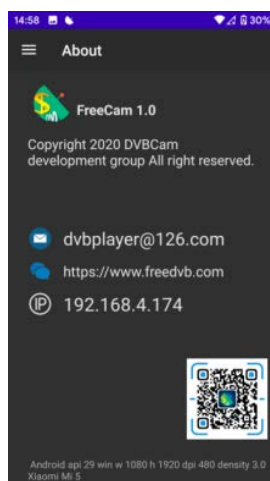 14:58 30%
About
FreeCam 1.0
Copyright 2020 DVBCam
development group All right reserved.
dvbplayer@126.com
https://www.freedvb.com
IP 192.168.4.174
Android api 29 win w 1080 h 1920 dpi 480 density 3.0
Xiaomi Mi 5